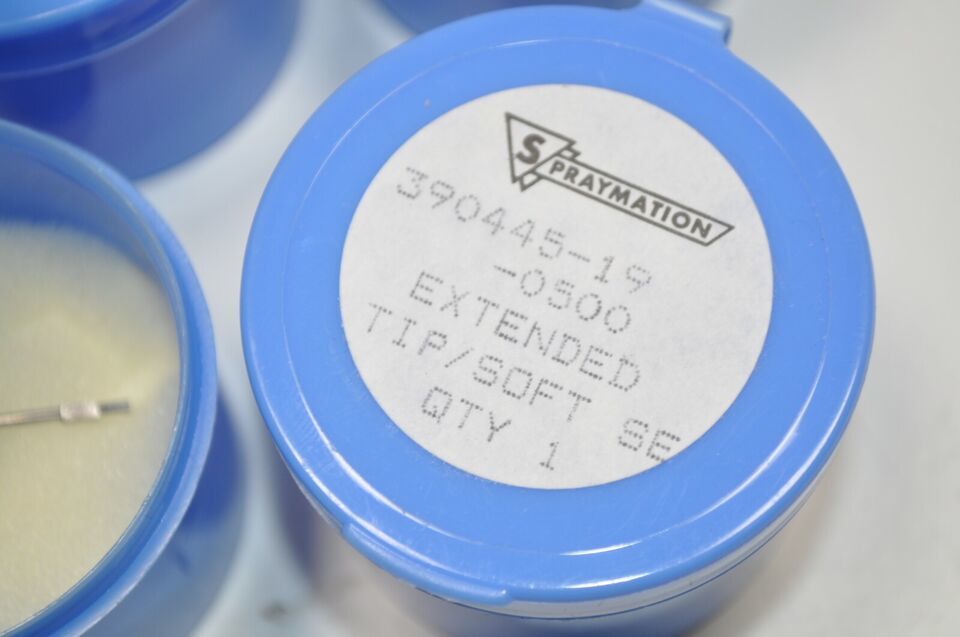 SPRAYMATION
390445-19
-0500
EXTENDED
TIP/SOFT SE
QTY 1